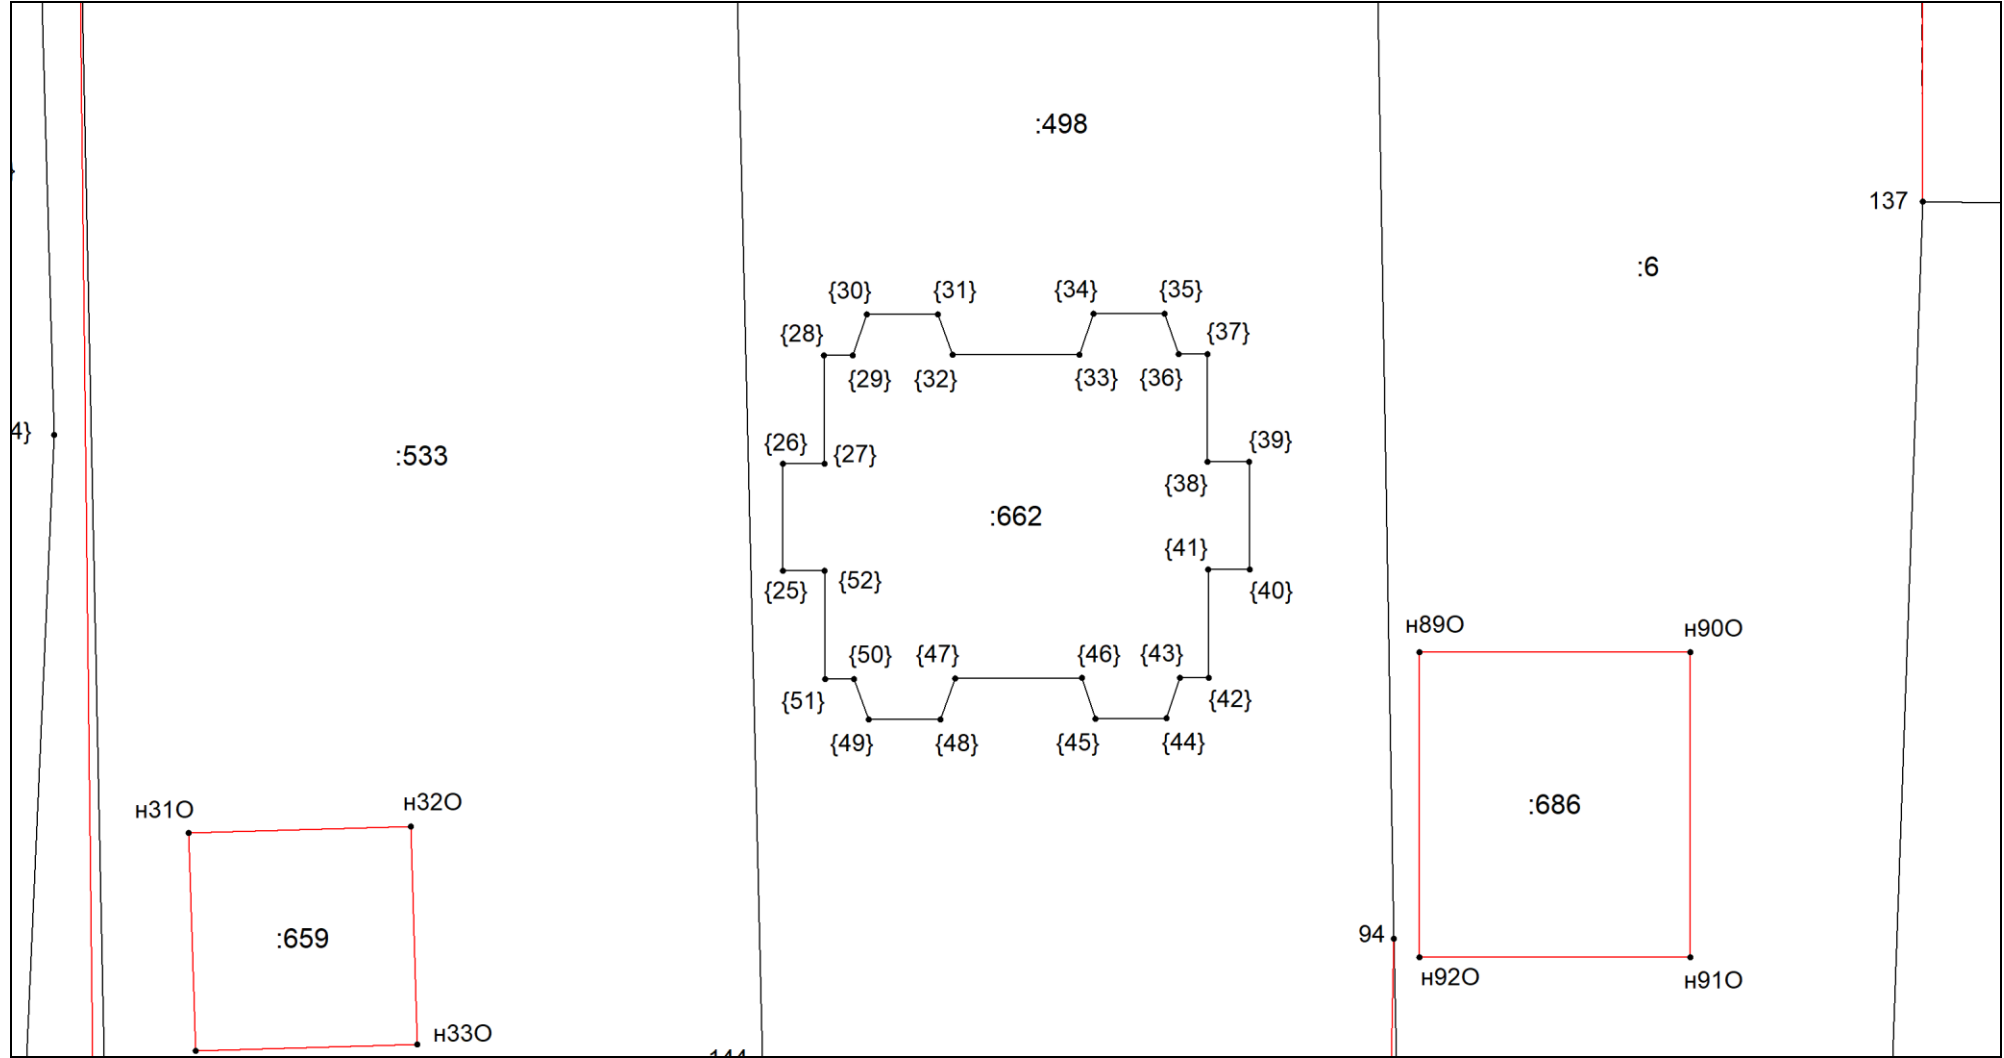 :498
137
:6
{30} {31} {34} {35}
{28} {37}
{29} {32} {33} {36}
4} :533 {26} {27} {39}
{38}
:662
{41}
{25} {52} {40}
н89О н90О
{50} {47} {46} {43}
{51} {42}
{49} {48} {45} {44}
н31О н32О :686
:659 94
н92О н91О
н33О